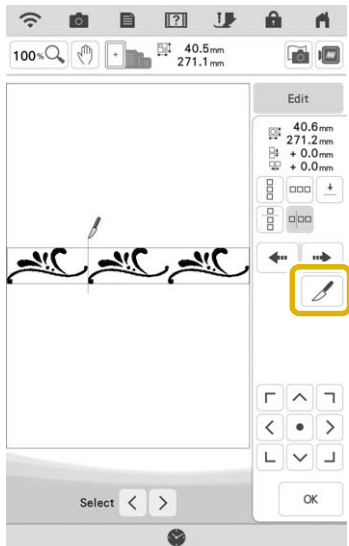 100% 40.5mm
271.1mm
Edit
40.6mm
271.2mm
+ 0.0mm
+ 0.0mm
Select
OK